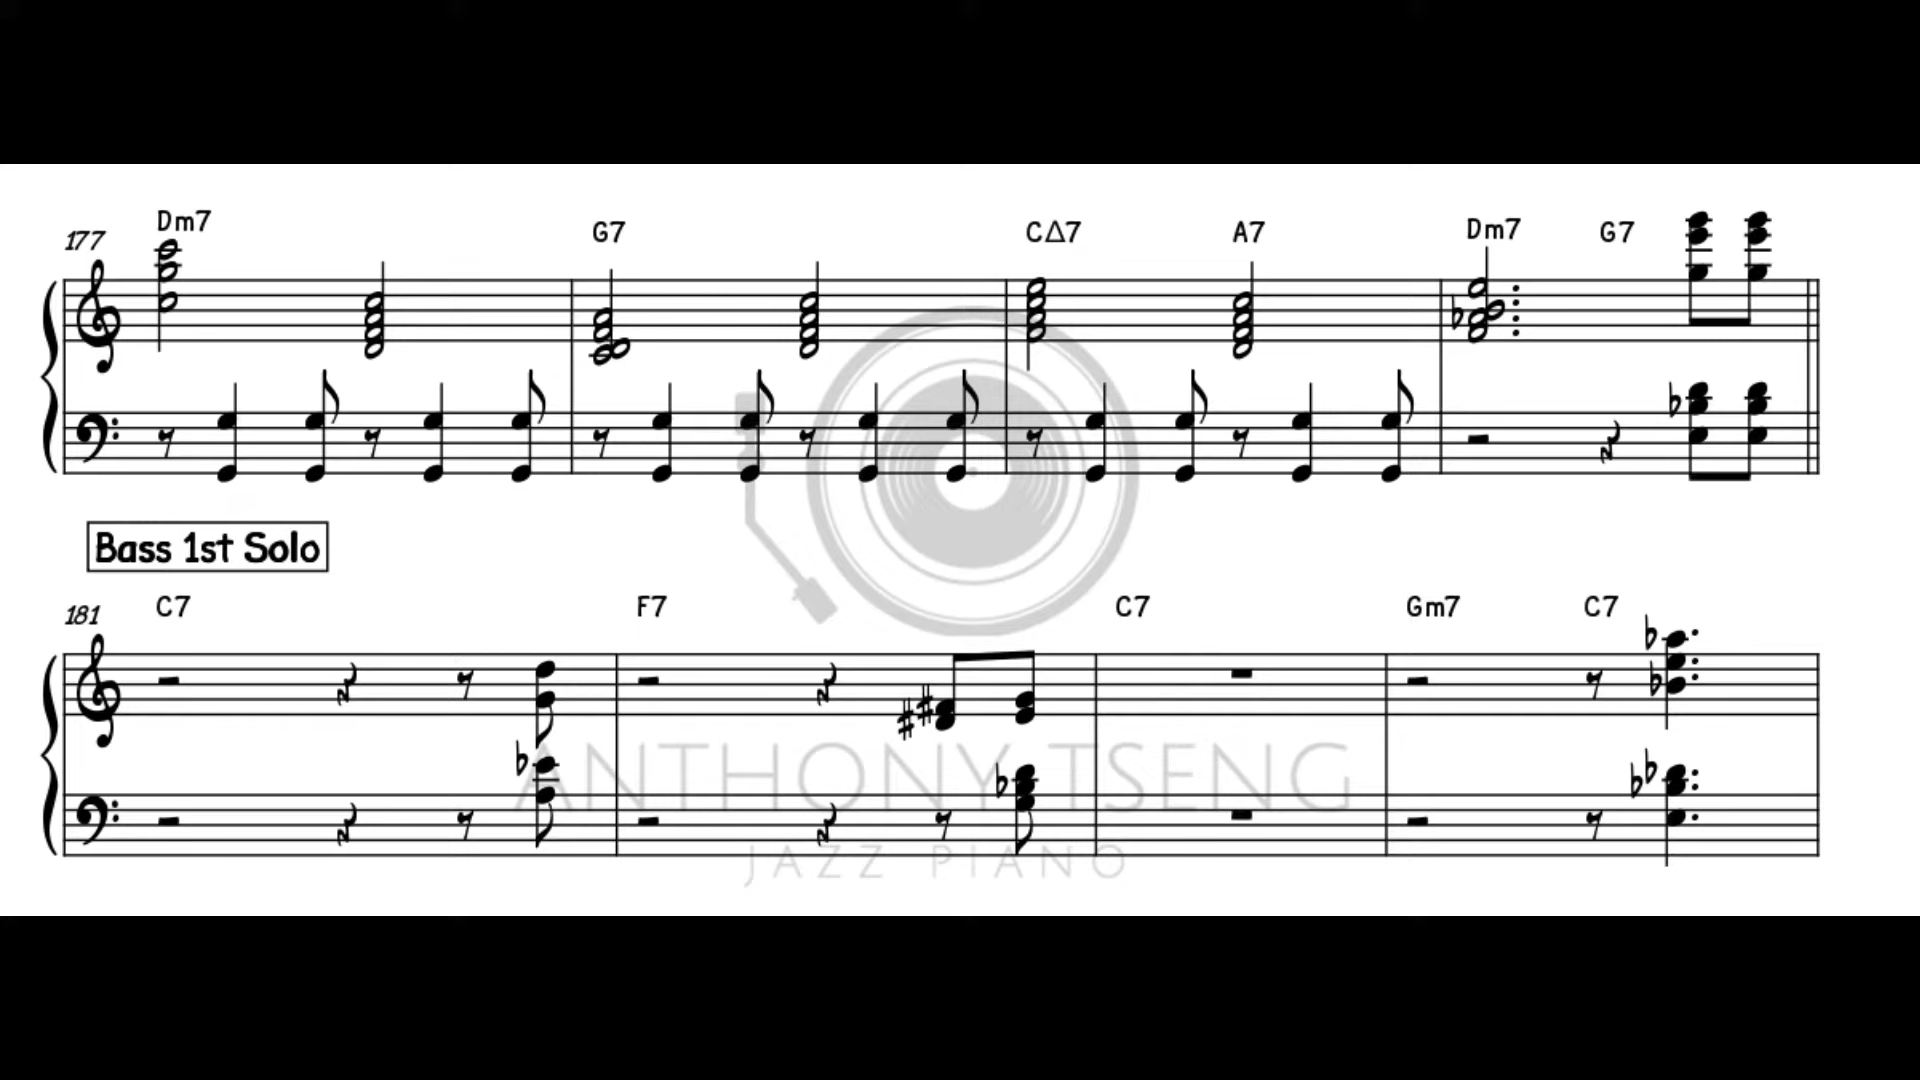 177 Dm7 G7 C△7 A7 Dm7 G7
Bass 1st Solo
181 C7 F7 C7 Gm7 C7
ANTHONY TSENG
JAZZ PIANO